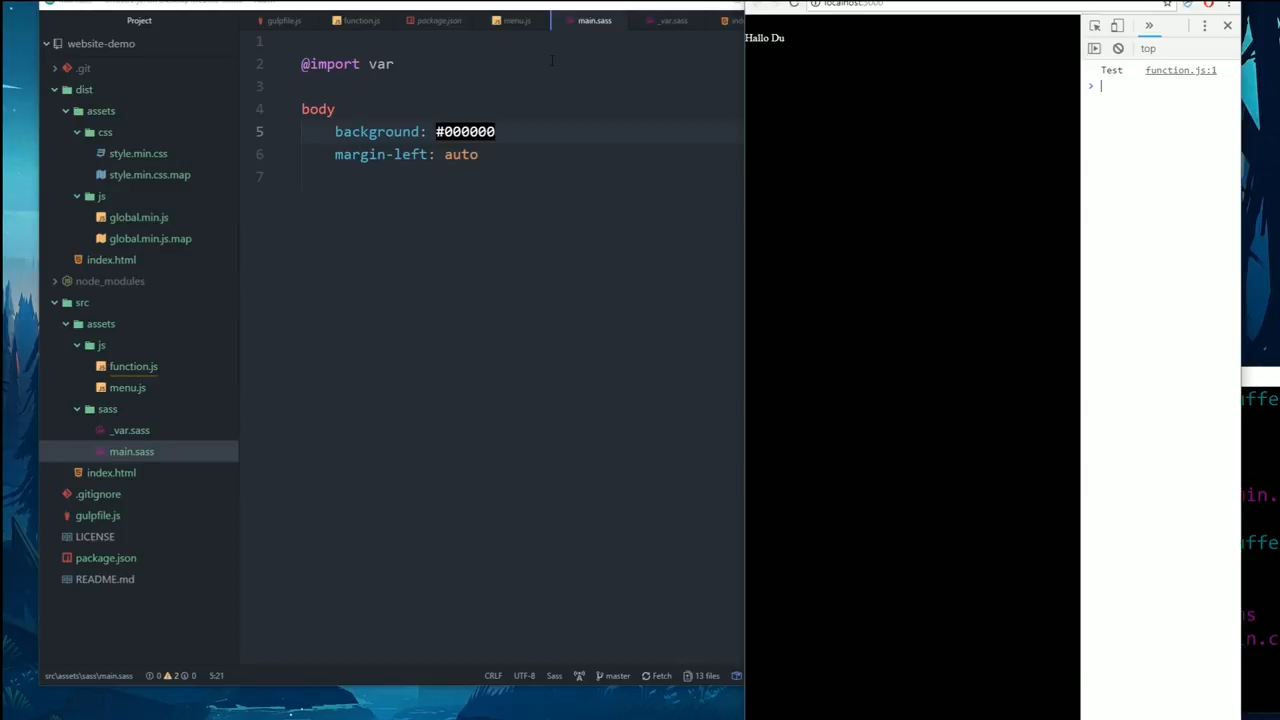 Project
gulpfile.js
function.js
package.json
menu.js
main.sass
_var.sass
website-demo
.git
dist
assets
css
style.min.css
style.min.css.map
js
global.min.js
global.min.js.map
index.html
node_modules
src
assets
js
function.js
menu.js
sass
_var.sass
main.sass
index.html
.gitignore
gulpfile.js
LICENSE
package.json
README.md
1
2 @import var
3
4 body
5 background: #000000
6 margin-left: auto
7
src\assets\sass\main.sass 0 2 0 5:21
CRLF UTF-8 Sass master Fetch 13 files
Hallo Du
top
Test function.js:1